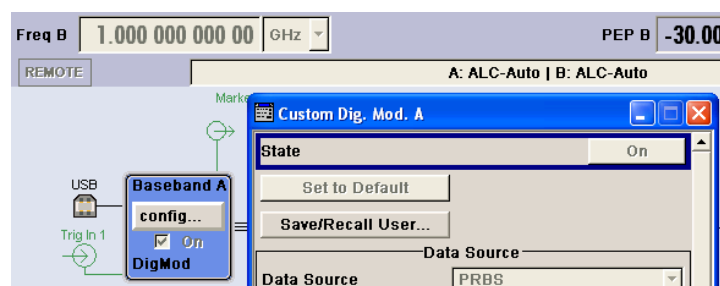 Freq B 1.000 000 000 00 GHz PEP B -30.00
REMOTE A: ALC-Auto | B: ALC-Auto
Marke
Custom Dig. Mod. A
State On
USB
Baseband A
Set to Default
config...
Save/Recall User...
Trig In 1
On
Data Source
DigMod
Data Source PRBS